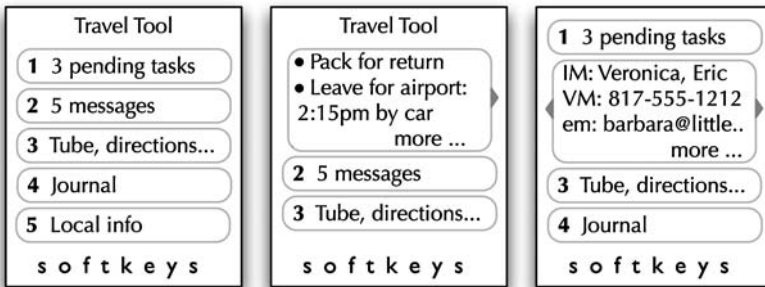 Travel Tool
1 3 pending tasks
2 5 messages
3 Tube, directions...
4 Journal
5 Local info
softkeys
Travel Tool
• Pack for return
• Leave for airport:
2:15pm by car
more ...
2 5 messages
3 Tube, directions...
softkeys
1 3 pending tasks
IM: Veronica, Eric
VM: 817-555-1212
em: barbara@little..
more ...
3 Tube, directions...
4 Journal
softkeys